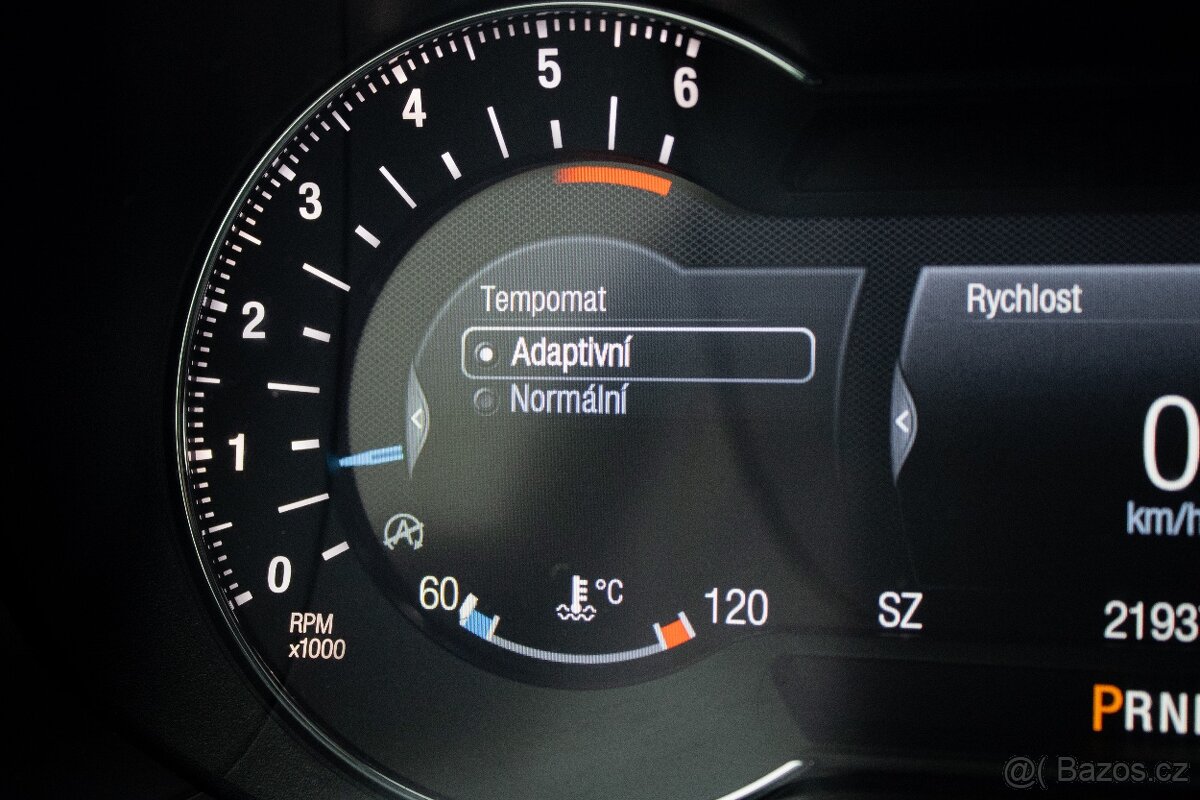 6
5
4
3
2
1
0
RPM
x1000
Tempomat
Adaptivní
Normální
Rychlost
0
km/h
A
60
°C
120
SZ
2193
PRN
@( Bazos.cz